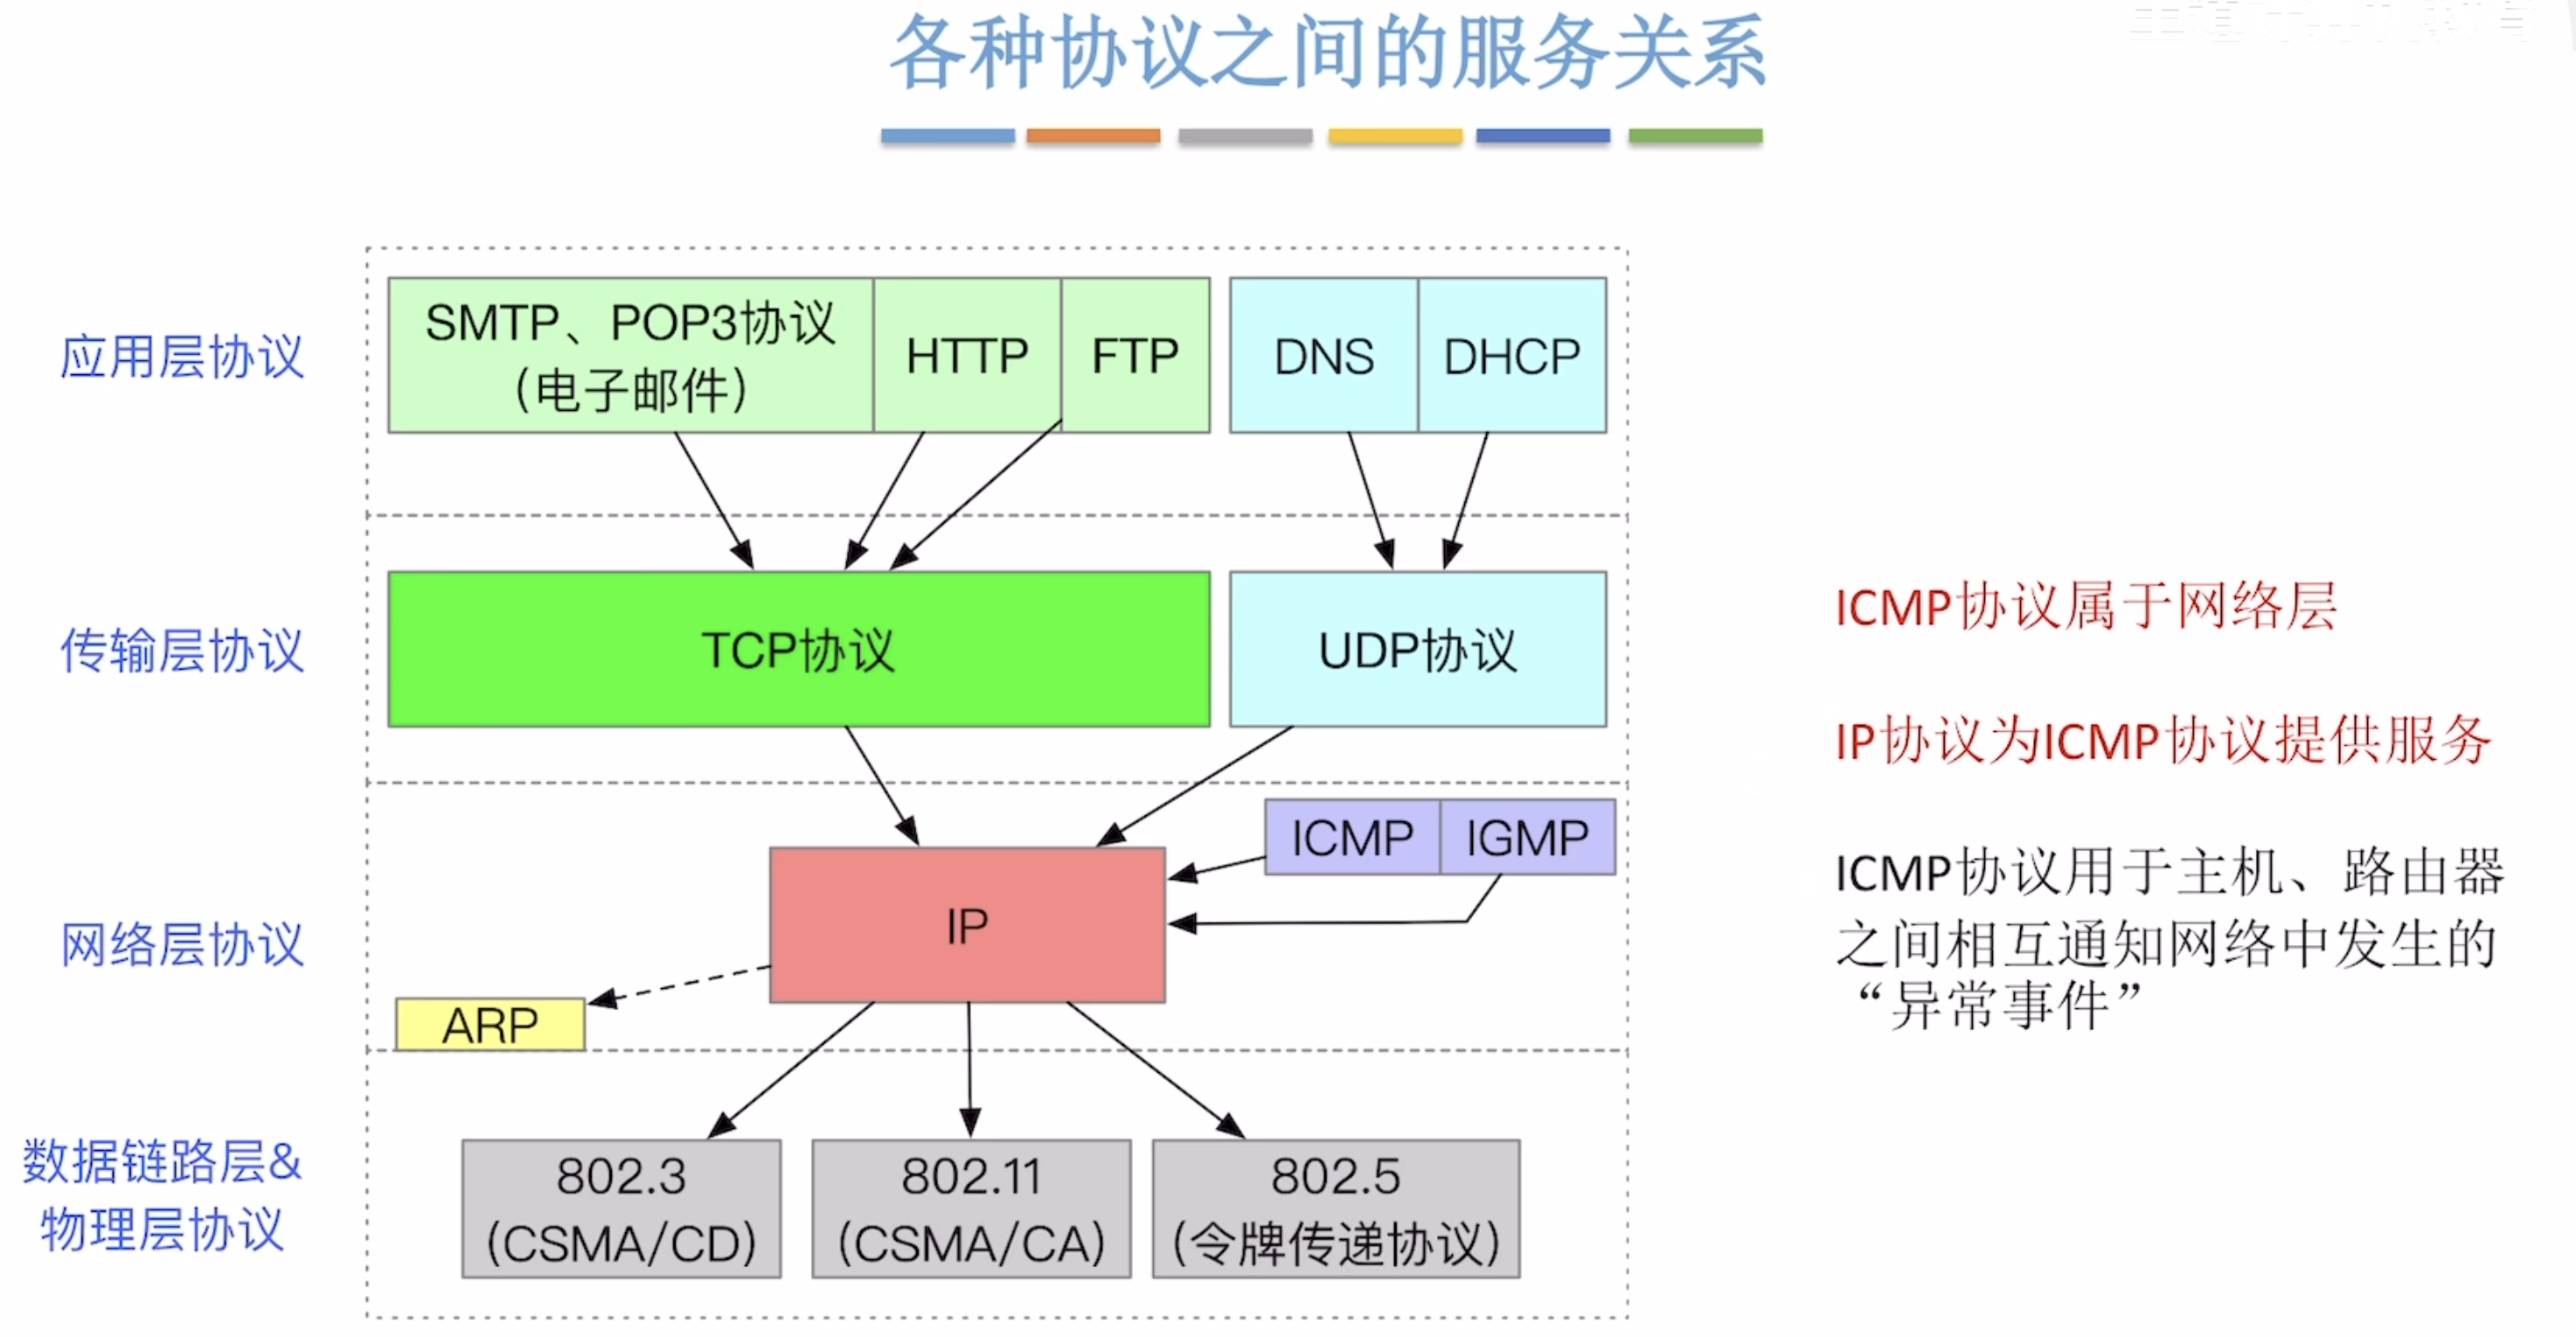 各种协议之间的服务关系
应用层协议
SMTP、POP3协议
(电子邮件)
HTTP
FTP
DNS
DHCP
传输层协议
TCP协议
UDP协议
网络层协议
ICMP
IGMP
IP
ARP
数据链路层&
物理层协议
802.3
(CSMA/CD)
802.11
(CSMA/CA)
802.5
(令牌传递协议)
ICMP协议属于网络层
IP协议为ICMP协议提供服务
ICMP协议用于主机、路由器
之间相互通知网络中发生的
“异常事件”